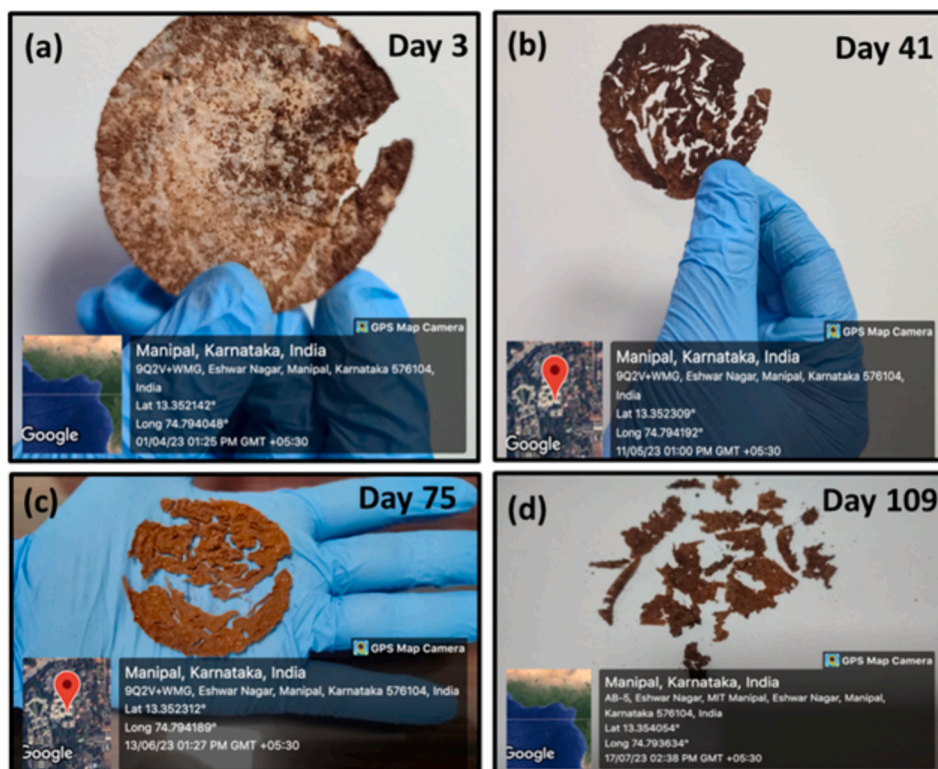 (a)
Day 3
GPS Map Camera
Manipal, Karnataka, India
9Q2V+WMG, Eshwar Nagar, Manipal, Karnataka 576104,
India
Lat 13.352142°
Long 74.794048°
01/04/23 01:25 PM GMT +05:30
Google
(b)
Day 41
GPS Map Camera
Manipal, Karnataka, India
9Q2V+WMG, Eshwar Nagar, Manipal, Karnataka 576104,
India
Lat 13.352309°
Long 74.794192°
11/05/23 01:00 PM GMT +05:30
Google
(c)
Day 75
GPS Map Camera
Manipal, Karnataka, India
9Q2V+WMG, Eshwar Nagar, Manipal, Karnataka 576104, India
Lat 13.352312°
Long 74.794189°
13/06/23 01:27 PM GMT +05:30
Google
(d)
Day 109
GPS Map Camera
Manipal, Karnataka, India
AB-5, Eshwar Nagar, MIT Manipal, Eshwar Nagar, Manipal,
Karnataka 576104, India
Lat 13.354054°
Long 74.793634°
17/07/23 02:38 PM GMT +05:30
Google